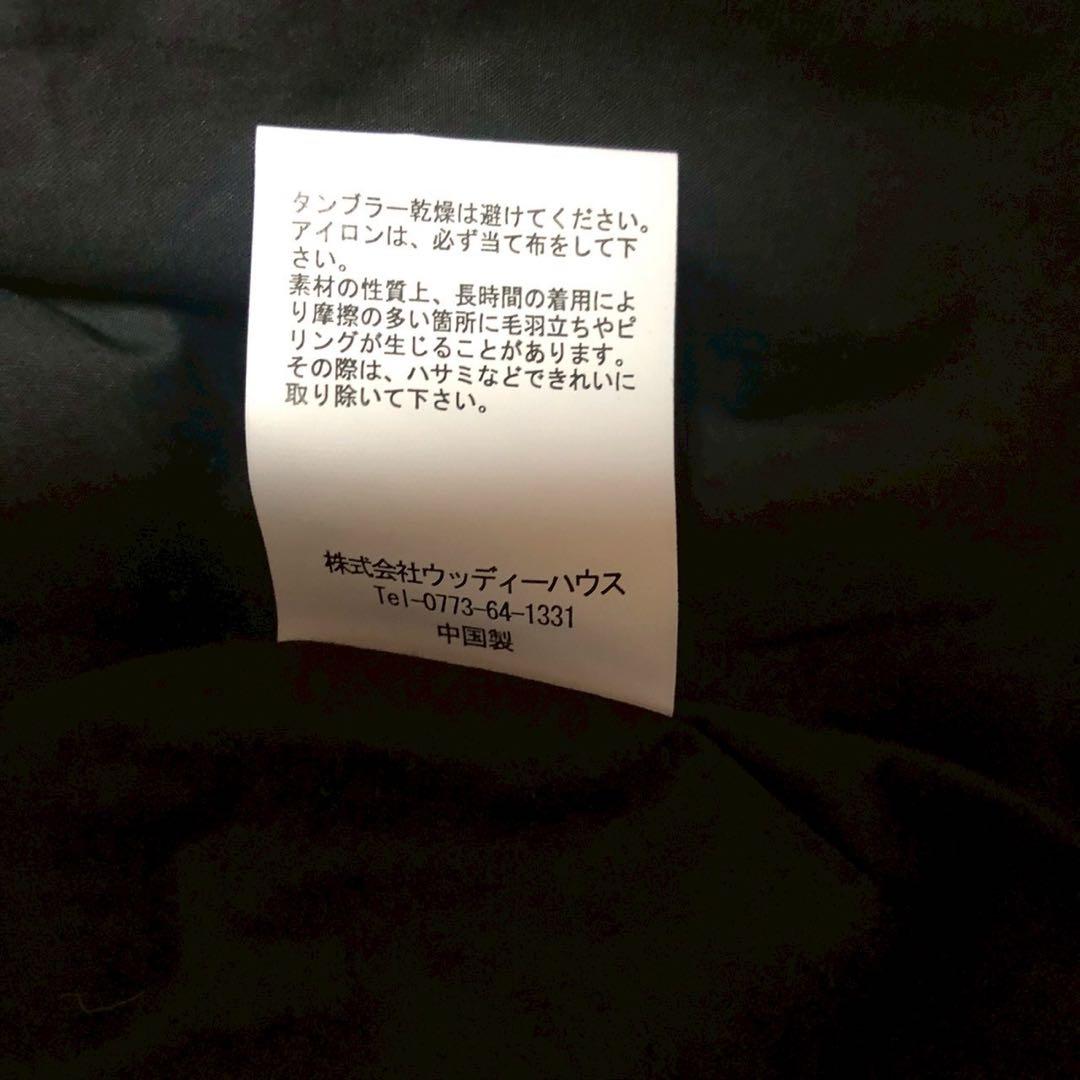 タンブラー乾燥は避けてください。
アイロンは、必ず当て布をして下
さい。
素材の性質上、長時間の着用によ
り摩擦の多い箇所に毛羽立ちやピ
リングが生じることがあります。
その際は、ハサミなどできれいに
取り除いて下さい。
株式会社ウッディーハウス
Tel-0773-64-1331
中国製